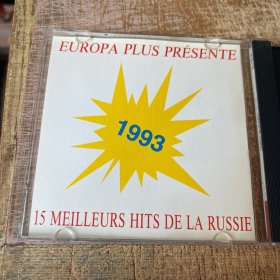 EUROPA PLUS PRÉSENTE
1993
15 MEILLEURS HITS DE LA RUSSIE